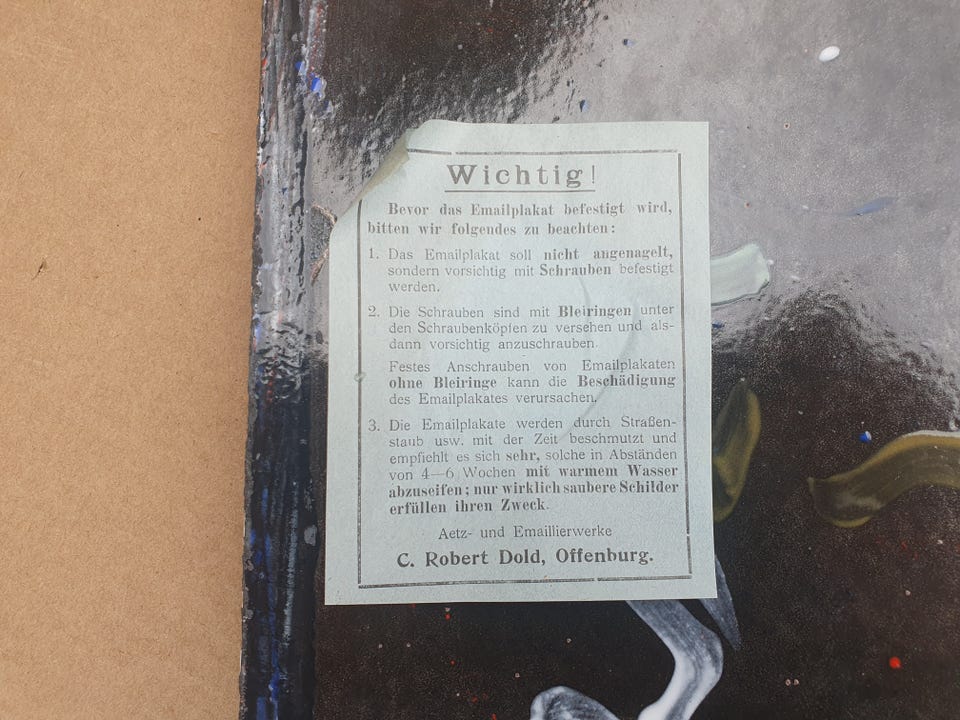 Wichtig!
Bevor das Emailplakat befestigt wird,
bitten wir folgendes zu beachten:
1. Das Emailplakat soll nicht angenagelt,
sondern vorsichtig mit Schrauben befestigt
werden.
2. Die Schrauben sind mit Bleiringen unter
den Schraubenköpfen zu versehen und als-
dann vorsichtig anzuschrauben.
Festes Anschrauben von Emailplakaten
ohne Bleiringe kann die Beschädigung
des Emailplakates verursachen.
3. Die Emailplakate werden durch Straßen-
staub usw. mit der Zeit beschmutzt und
empfiehlt es sich sehr, solche in Abständen
von 4—6 Wochen mit warmem Wasser
abzuseifen; nur wirklich saubere Schilder
erfüllen ihren Zweck.
Aetz- und Emaillierwerke
C. Robert Dold, Offenburg.